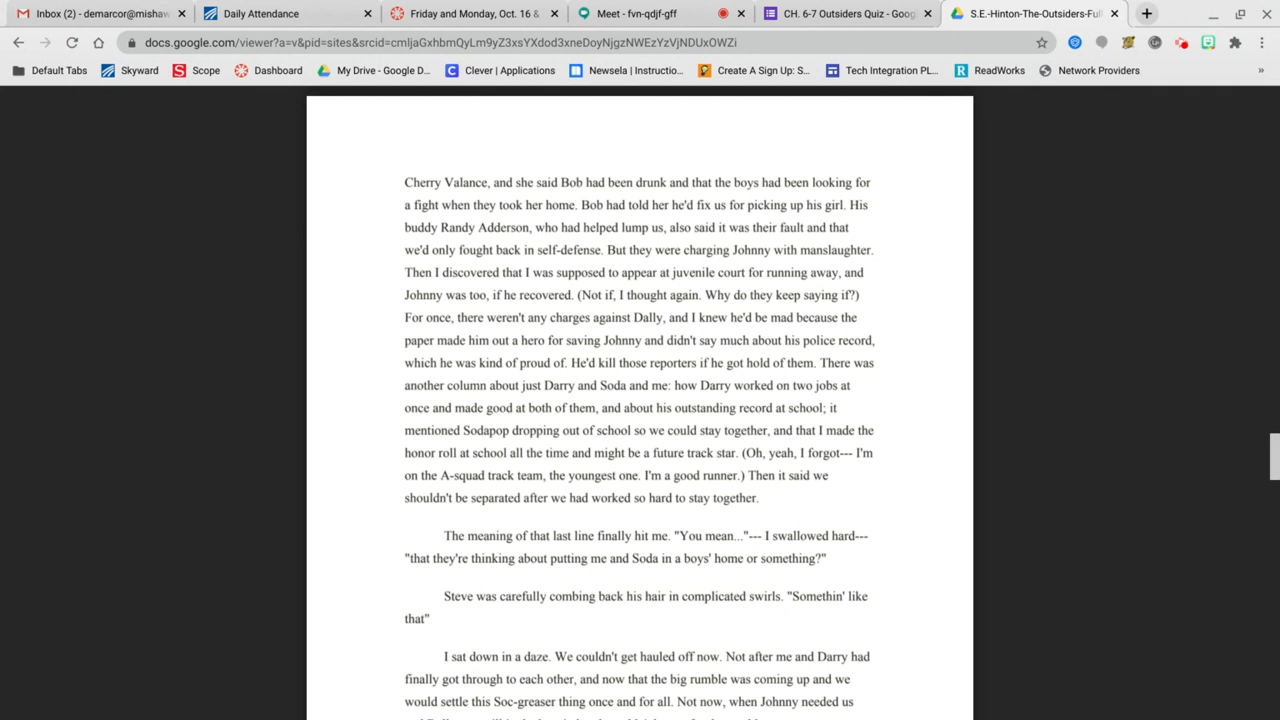 Inbox (2) - demarcor@mishaw
Daily Attendance
Friday and Monday, Oct. 16 &
Meet - fvn-qdjf-gff
CH. 6-7 Outsiders Quiz - Goog
S.E.-Hinton-The-Outsiders-Ful
docs.google.com/viewer?a=v&pid=sites&srcid=cmljaGxhbmQyLm9yZ3xsYXdod3xneDoyNjgzNWEzYzVjNDUxOWZi
Default Tabs
Skyward
Scope
Dashboard
My Drive - Google D...
Clever | Applications
Newsela | Instructio...
Create A Sign Up: S...
Tech Integration PL...
ReadWorks
Network Providers
»
Cherry Valance, and she said Bob had been drunk and that the boys had been looking for
a fight when they took her home. Bob had told her he'd fix us for picking up his girl. His
buddy Randy Adderson, who had helped lump us, also said it was their fault and that
we'd only fought back in self-defense. But they were charging Johnny with manslaughter.
Then I discovered that I was supposed to appear at juvenile court for running away, and
Johnny was too, if he recovered. (Not if, I thought again. Why do they keep saying if?)
For once, there weren't any charges against Dally, and I knew he'd be mad because the
paper made him out a hero for saving Johnny and didn't say much about his police record,
which he was kind of proud of. He'd kill those reporters if he got hold of them. There was
another column about just Darry and Soda and me: how Darry worked on two jobs at
once and made good at both of them, and about his outstanding record at school; it
mentioned Sodapop dropping out of school so we could stay together, and that I made the
honor roll at school all the time and might be a future track star. (Oh, yeah, I forgot--- I'm
on the A-squad track team, the youngest one. I'm a good runner.) Then it said we
shouldn't be separated after we had worked so hard to stay together.
The meaning of that last line finally hit me. "You mean..."--- I swallowed hard---
"that they're thinking about putting me and Soda in a boys' home or something?"
Steve was carefully combing back his hair in complicated swirls. "Somethin' like
that"
I sat down in a daze. We couldn't get hauled off now. Not after me and Darry had
finally got through to each other, and now that the big rumble was coming up and we
would settle this Soc-greaser thing once and for all. Not now, when Johnny needed us